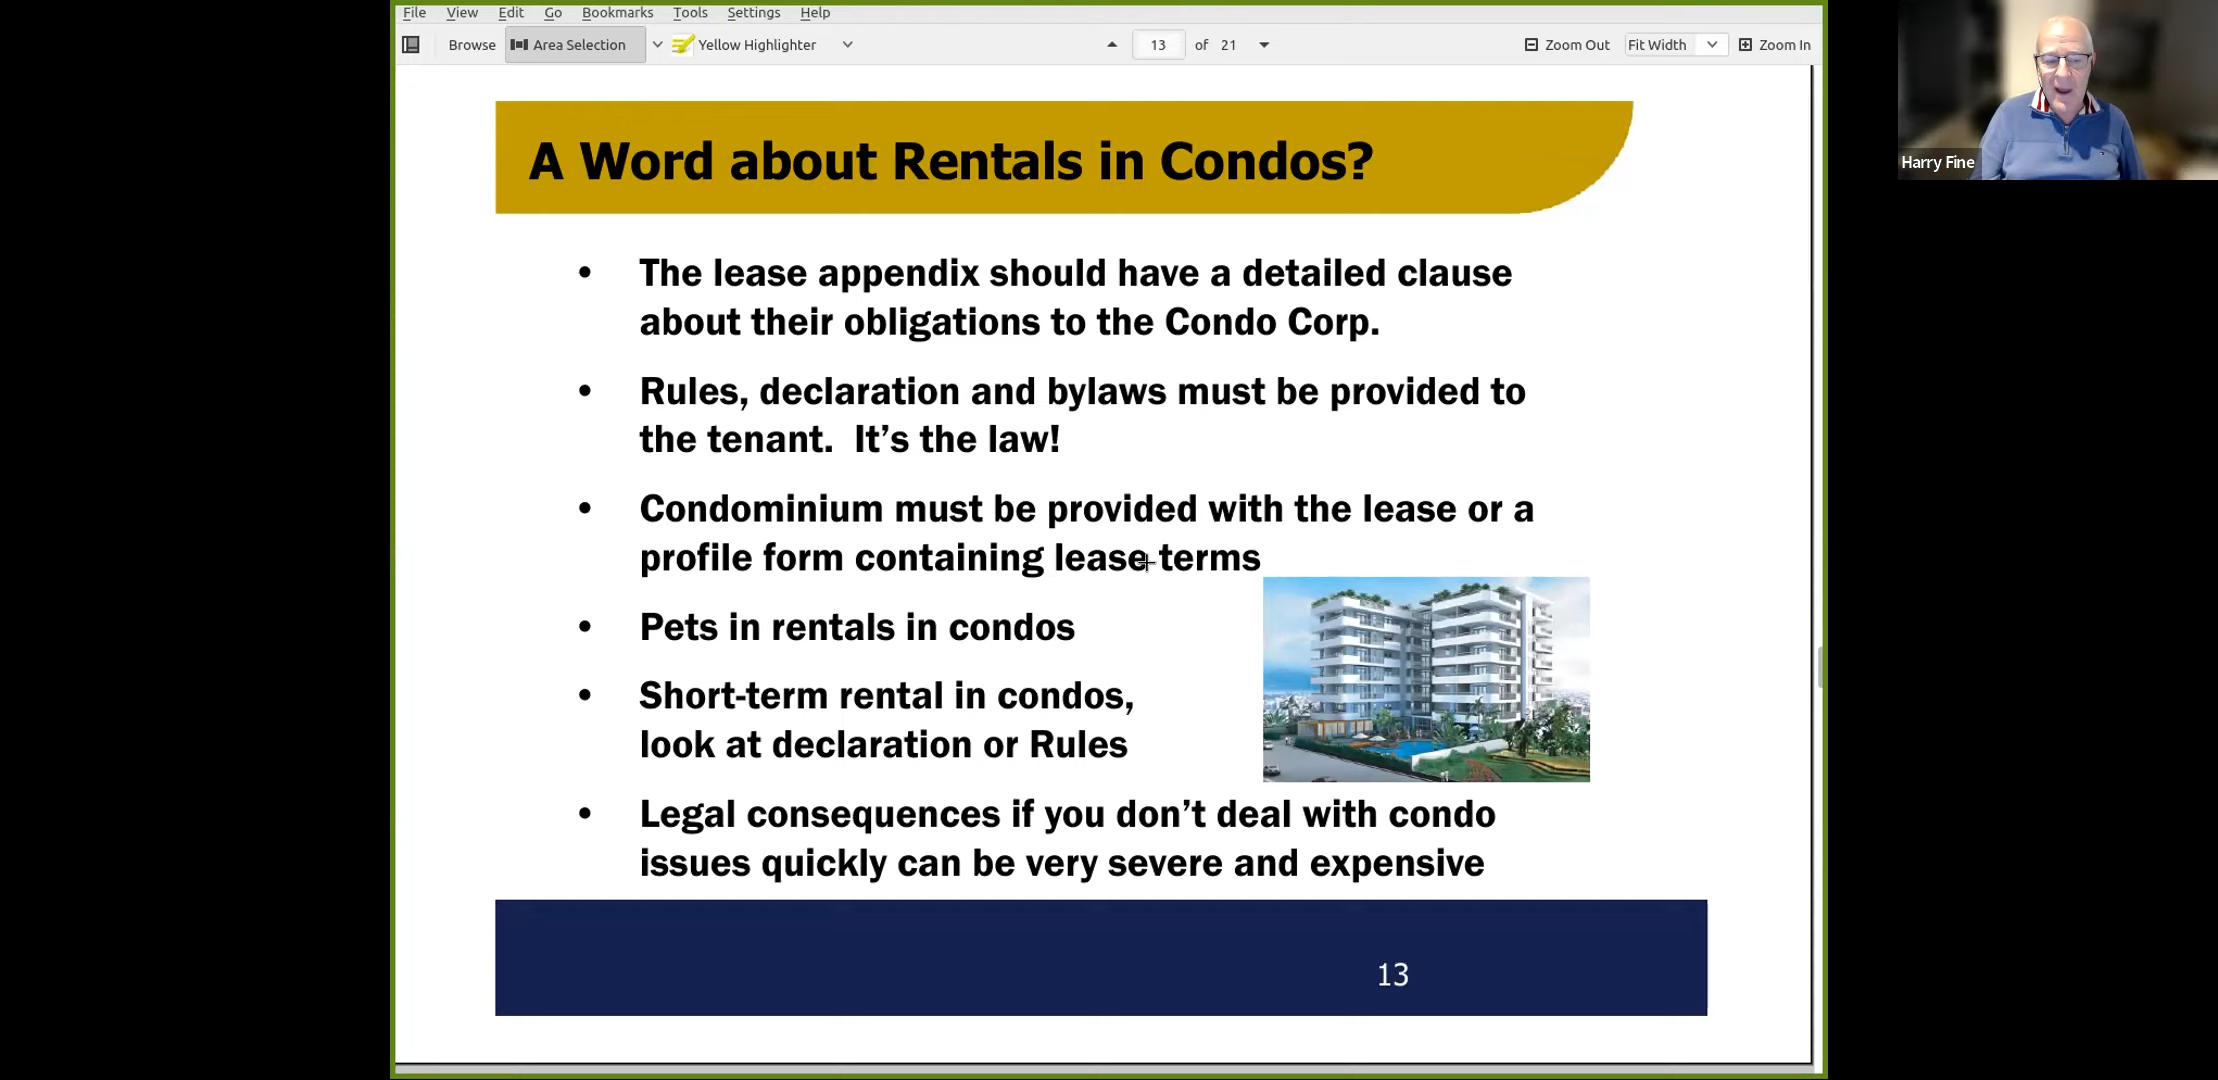 File View Edit Go Bookmarks Tools Settings Help
Browse Area Selection Yellow Highlighter 13 of 21 Zoom Out Fit Width Zoom In
Harry Fine
A Word about Rentals in Condos?
• The lease appendix should have a detailed clause
about their obligations to the Condo Corp.
• Rules, declaration and bylaws must be provided to
the tenant.  It’s the law!
• Condominium must be provided with the lease or a
profile form containing lease terms
• Pets in rentals in condos
• Short-term rental in condos,
look at declaration or Rules
• Legal consequences if you don’t deal with condo
issues quickly can be very severe and expensive
13